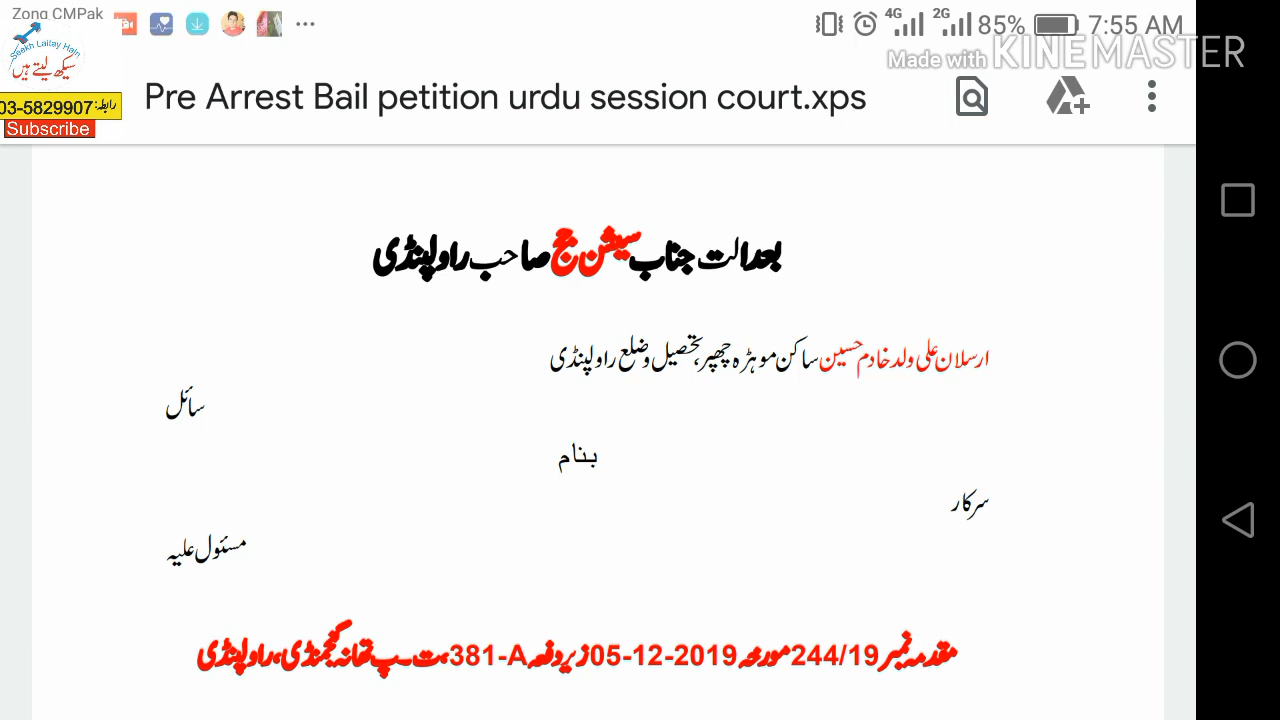 Zong CMPak
4G 2G 85% 7:55 AM
Made with KINEMASTER
Seekh Laitay Hain
سیکھ لیتے ہیں
رابطہ: 03-5829907
Subscribe
Pre Arrest Bail petition urdu session court.xps
بعدالت جناب سیشن جج صاحب راولپنڈی
ارسلان علی ولد خادم حسین ساکن موہڑہ چھپر، تحصیل و ضلع راولپنڈی
سائل
بنام
سرکار
مسئول علیہ
مقدمہ نمبر 244/19 مورخہ 05-12-2019 زیر دفعہ 381-A، ت۔پ تھانہ گنجمنڈی، راولپنڈی